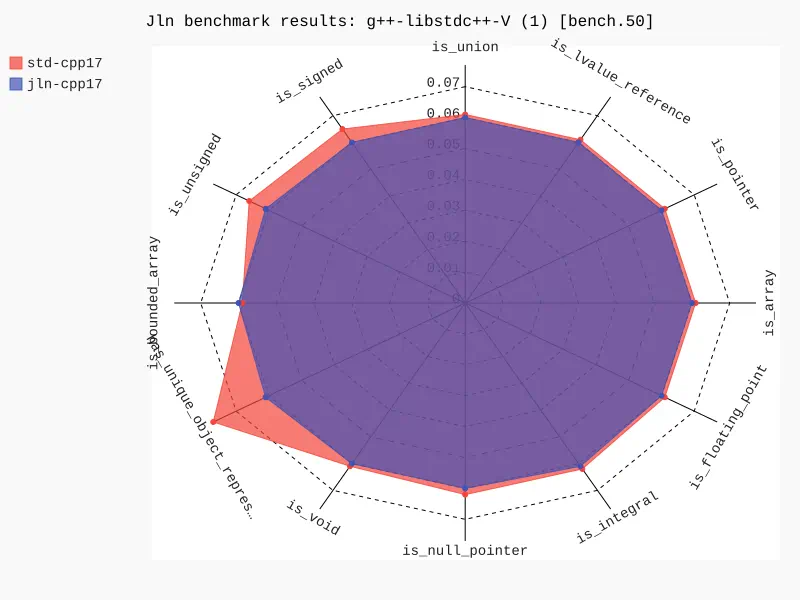 Jln benchmark results: g++-libstdc++-V (1) [bench.50]
std-cpp17
jln-cpp17
is_union
is_lvalue_reference
is_pointer
is_array
is_floating_point
is_integral
is_null_pointer
is_void
has_unique_object_repres…
is_bounded_array
is_unsigned
is_signed
0.07
0.06
0.05
0.04
0.03
0.02
0.01
0